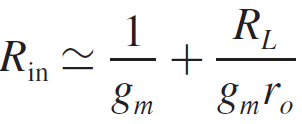 R_in ≃ 1/g_m + R_L/(g_m r_o)